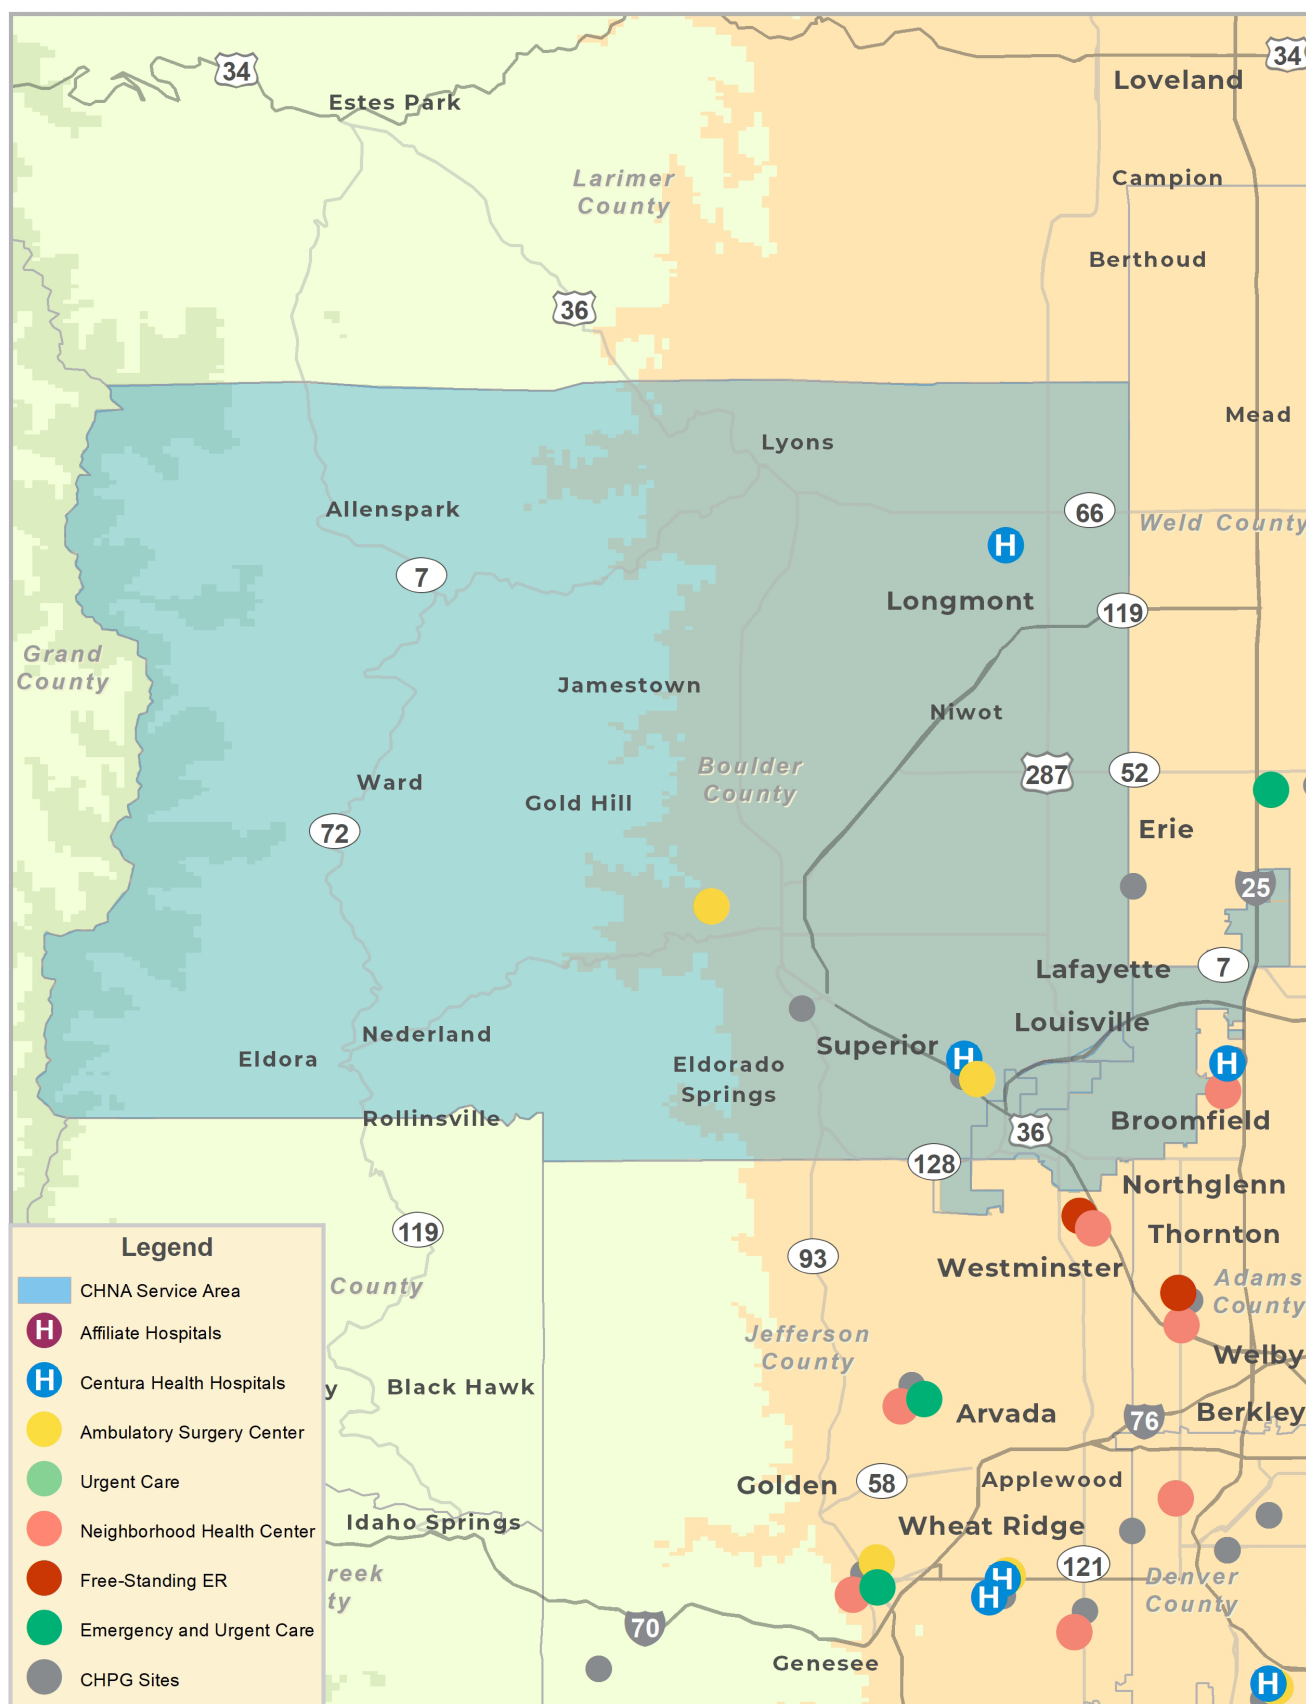 34
34
Loveland
Estes Park
Campion
Larimer
County
Berthoud
36
Mead
Lyons
Allenspark
66
Weld County
H
7
Longmont
119
Grand
County
Jamestown
Niwot
Boulder
County
287
52
Ward
Gold Hill
72
Erie
25
Lafayette
7
Louisville
Nederland
Superior
Eldora
H
H
Eldorado
Springs
Rollinsville
Broomfield
36
128
Northglenn
119
Thornton
93
Westminster
Adams
County
County
Jefferson
County
Welby
y
Black Hawk
Arvada
76
Berkley
Golden
58
Applewood
Idaho Springs
Wheat Ridge
121
reek
ty
H
H
Denver
County
70
Genesee
H
Legend
CHNA Service Area
H Affiliate Hospitals
H Centura Health Hospitals
Ambulatory Surgery Center
Urgent Care
Neighborhood Health Center
Free-Standing ER
Emergency and Urgent Care
CHPG Sites